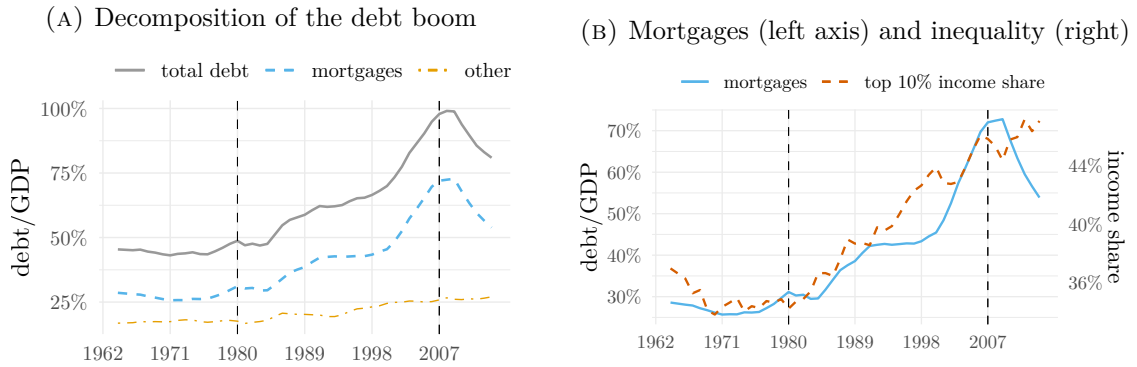 (A) Decomposition of the debt boom
total debt mortgages other
100%
75%
50%
25%
debt/GDP
1962 1971 1980 1989 1998 2007
(B) Mortgages (left axis) and inequality (right)
mortgages top 10% income share
70%
60%
50%
40%
30%
debt/GDP
44%
40%
36%
income share
1962 1971 1980 1989 1998 2007